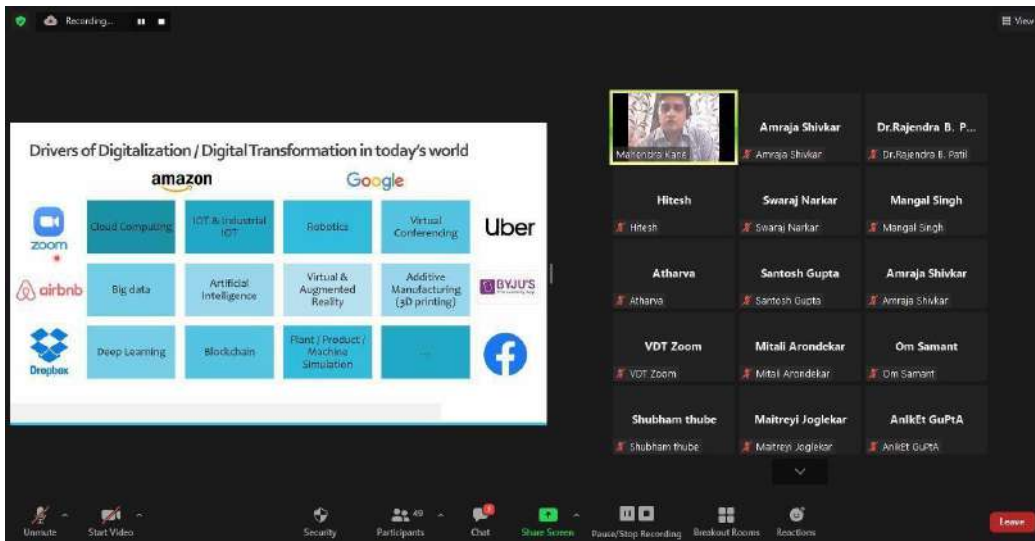 Recording...
View
Drivers of Digitalization / Digital Transformation in today's world
amazon
Google
zoom
Cloud Computing
IOT & Industrial IOT
Robotics
Virtual Conferencing
Uber
airbnb
Big data
Artificial Intelligence
Virtual & Augmented Reality
Additive Manufacturing (3D printing)
BYJU'S
Dropbox
Deep Learning
Blockchain
Plant / Product / Machine Simulation
...
Mahendra Kane
Amraja Shivkar
Amraja Shivkar
Dr.Rajendra B. P...
Dr.Rajendra B. Patil
Hitesh
Hitesh
Swaraj Narkar
Swaraj Narkar
Mangal Singh
Mangal Singh
Atharva
Atharva
Santosh Gupta
Santosh Gupta
Amraja Shivkar
Amraja Shivkar
VDT Zoom
VDT Zoom
Mitali Arondekar
Mitali Arondekar
Om Samant
Om Samant
Shubham thube
Shubham thube
Maitreyi Joglekar
Maitreyi Joglekar
AnIkEt GuPtA
AnIkEt GuPtA
Unmute
Start Video
Security
Participants
49
Chat
Share Screen
Pause/Stop Recording
Breakout Rooms
Reactions
Leave